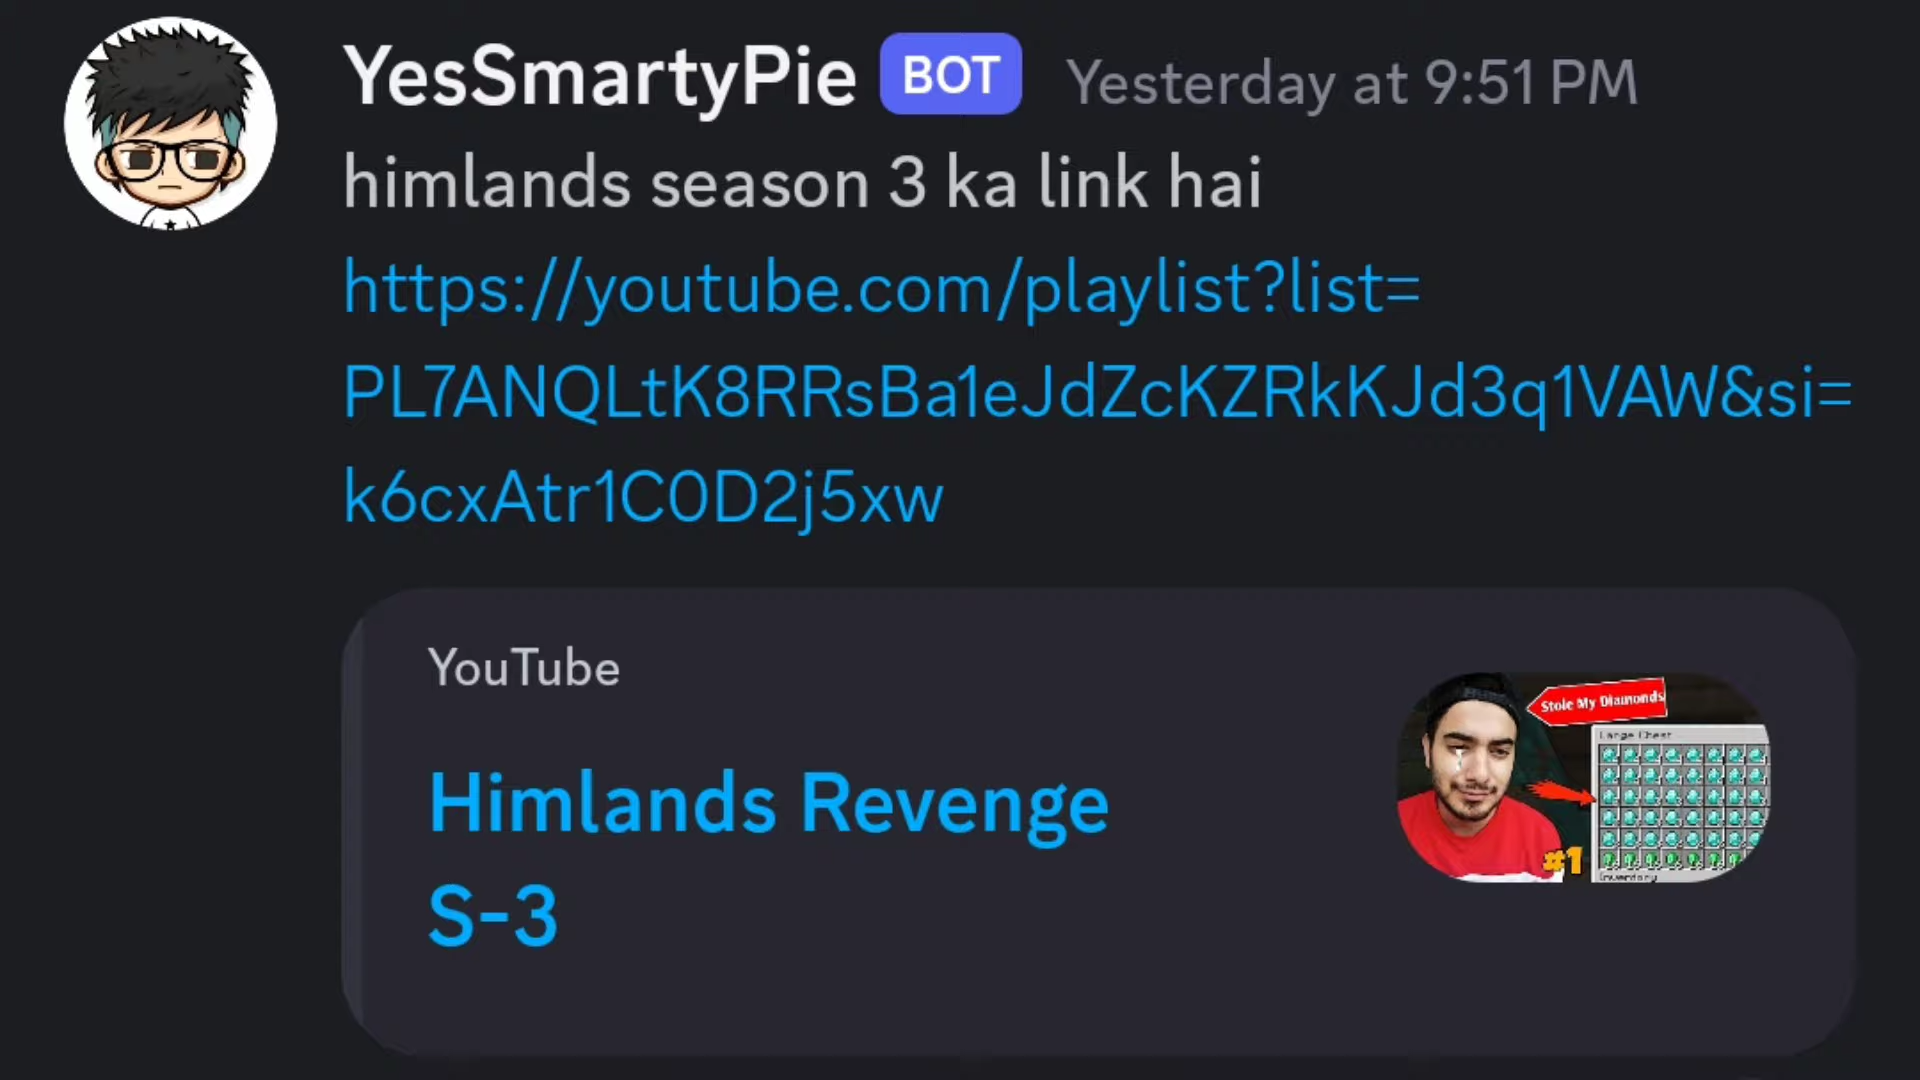 YesSmartyPie BOT Yesterday at 9:51 PM
himlands season 3 ka link hai
https://youtube.com/playlist?list=
PL7ANQLtK8RRsBa1eJdZcKZRkKJd3q1VAW&si=
k6cxAtr1C0D2j5xw
YouTube
Stole My Diamonds
Large Chest
Himlands Revenge
#1
Inventory
S-3